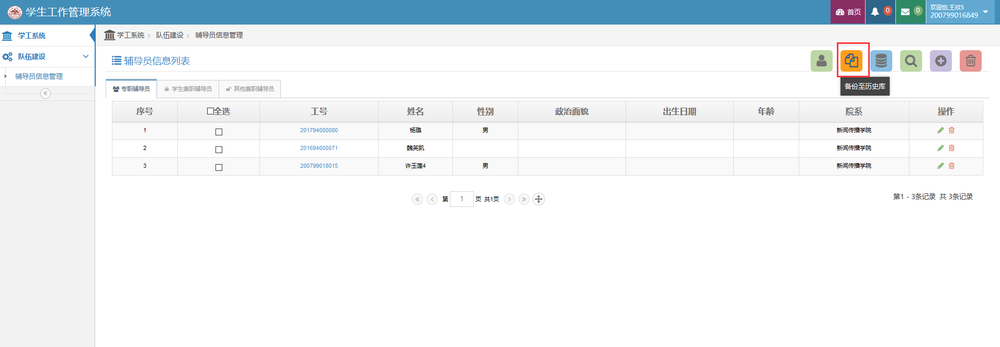 学生工作管理系统
首页
0
0
欢迎您,王欣5
200799016849
学工系统
队伍建设
辅导员信息管理
学工系统 > 队伍建设 > 辅导员信息管理
辅导员信息列表
备份至历史库
专职辅导员 学生兼职辅导员 其他兼职辅导员
序号 全选 工号 姓名 性别 政治面貌 出生日期 年龄 院系 操作
1 201794000080 杨璐 男 新闻传播学院
2 201694000071 魏英凯 新闻传播学院
3 200799018015 许玉莲4 男 新闻传播学院
第 1 页 共1页
第1 - 3条记录 共 3条记录